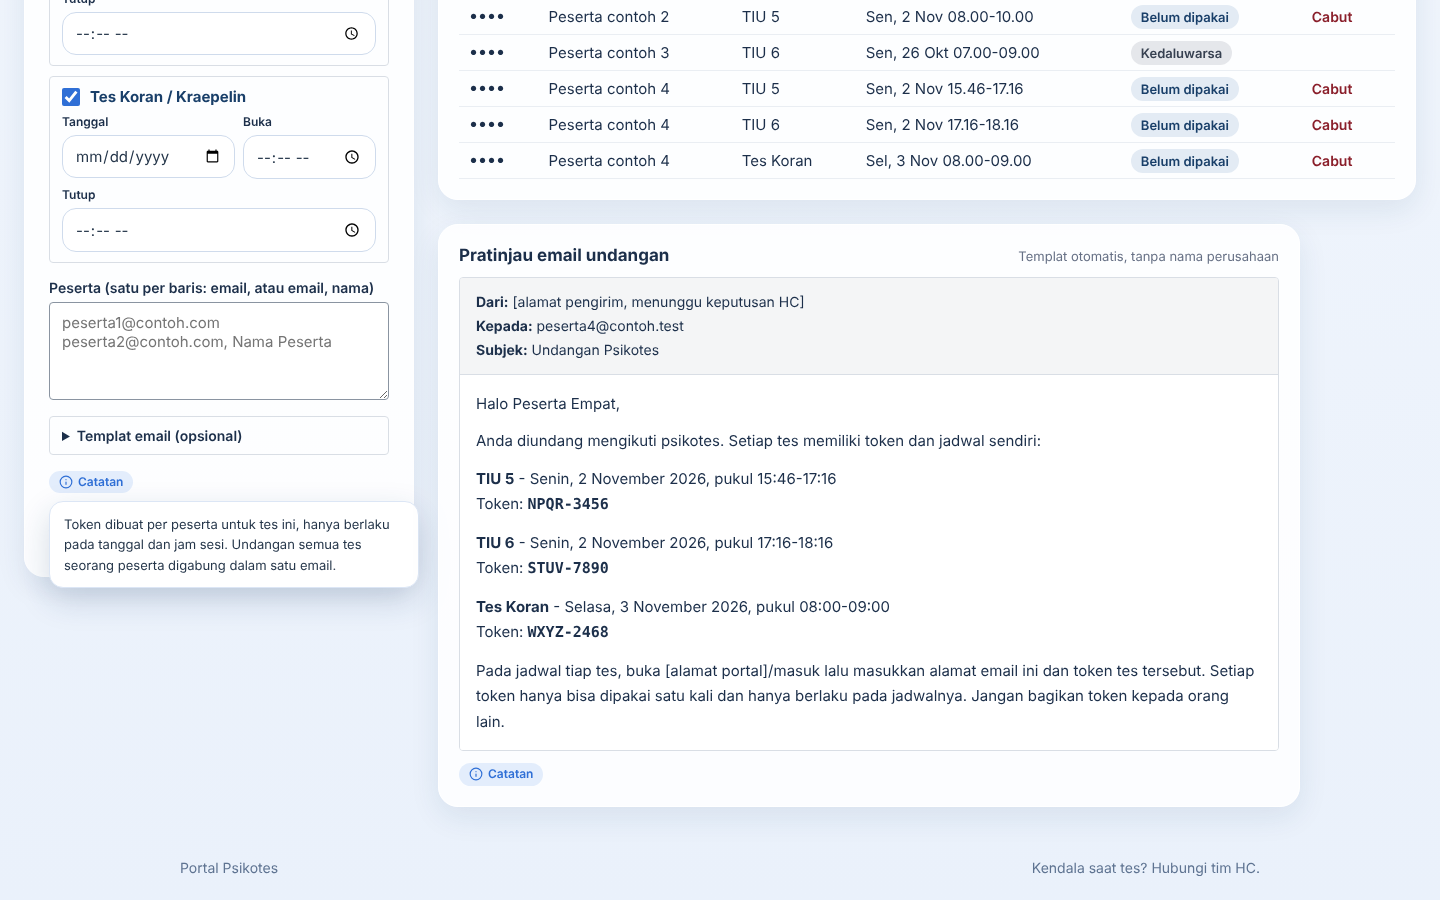 Tutup
--:-- --
Tes Koran / Kraepelin
Tanggal
Buka
mm/dd/yyyy
--:-- --
Tutup
--:-- --
Peserta (satu per baris: email, atau email, nama)
peserta1@contoh.com
peserta2@contoh.com, Nama Peserta
Templat email (opsional)
Catatan
Token dibuat per peserta untuk tes ini, hanya berlaku
pada tanggal dan jam sesi. Undangan semua tes
seorang peserta digabung dalam satu email.
•••• Peserta contoh 2 TIU 5 Sen, 2 Nov 08.00-10.00 Belum dipakai Cabut
•••• Peserta contoh 3 TIU 6 Sen, 26 Okt 07.00-09.00 Kedaluwarsa
•••• Peserta contoh 4 TIU 5 Sen, 2 Nov 15.46-17.16 Belum dipakai Cabut
•••• Peserta contoh 4 TIU 6 Sen, 2 Nov 17.16-18.16 Belum dipakai Cabut
•••• Peserta contoh 4 Tes Koran Sel, 3 Nov 08.00-09.00 Belum dipakai Cabut
Pratinjau email undangan
Templat otomatis, tanpa nama perusahaan
Dari: [alamat pengirim, menunggu keputusan HC]
Kepada: peserta4@contoh.test
Subjek: Undangan Psikotes
Halo Peserta Empat,
Anda diundang mengikuti psikotes. Setiap tes memiliki token dan jadwal sendiri:
TIU 5 - Senin, 2 November 2026, pukul 15:46-17:16
Token: NPQR-3456
TIU 6 - Senin, 2 November 2026, pukul 17:16-18:16
Token: STUV-7890
Tes Koran - Selasa, 3 November 2026, pukul 08:00-09:00
Token: WXYZ-2468
Pada jadwal tiap tes, buka [alamat portal]/masuk lalu masukkan alamat email ini dan token tes tersebut. Setiap
token hanya bisa dipakai satu kali dan hanya berlaku pada jadwalnya. Jangan bagikan token kepada orang
lain.
Catatan
Portal Psikotes
Kendala saat tes? Hubungi tim HC.